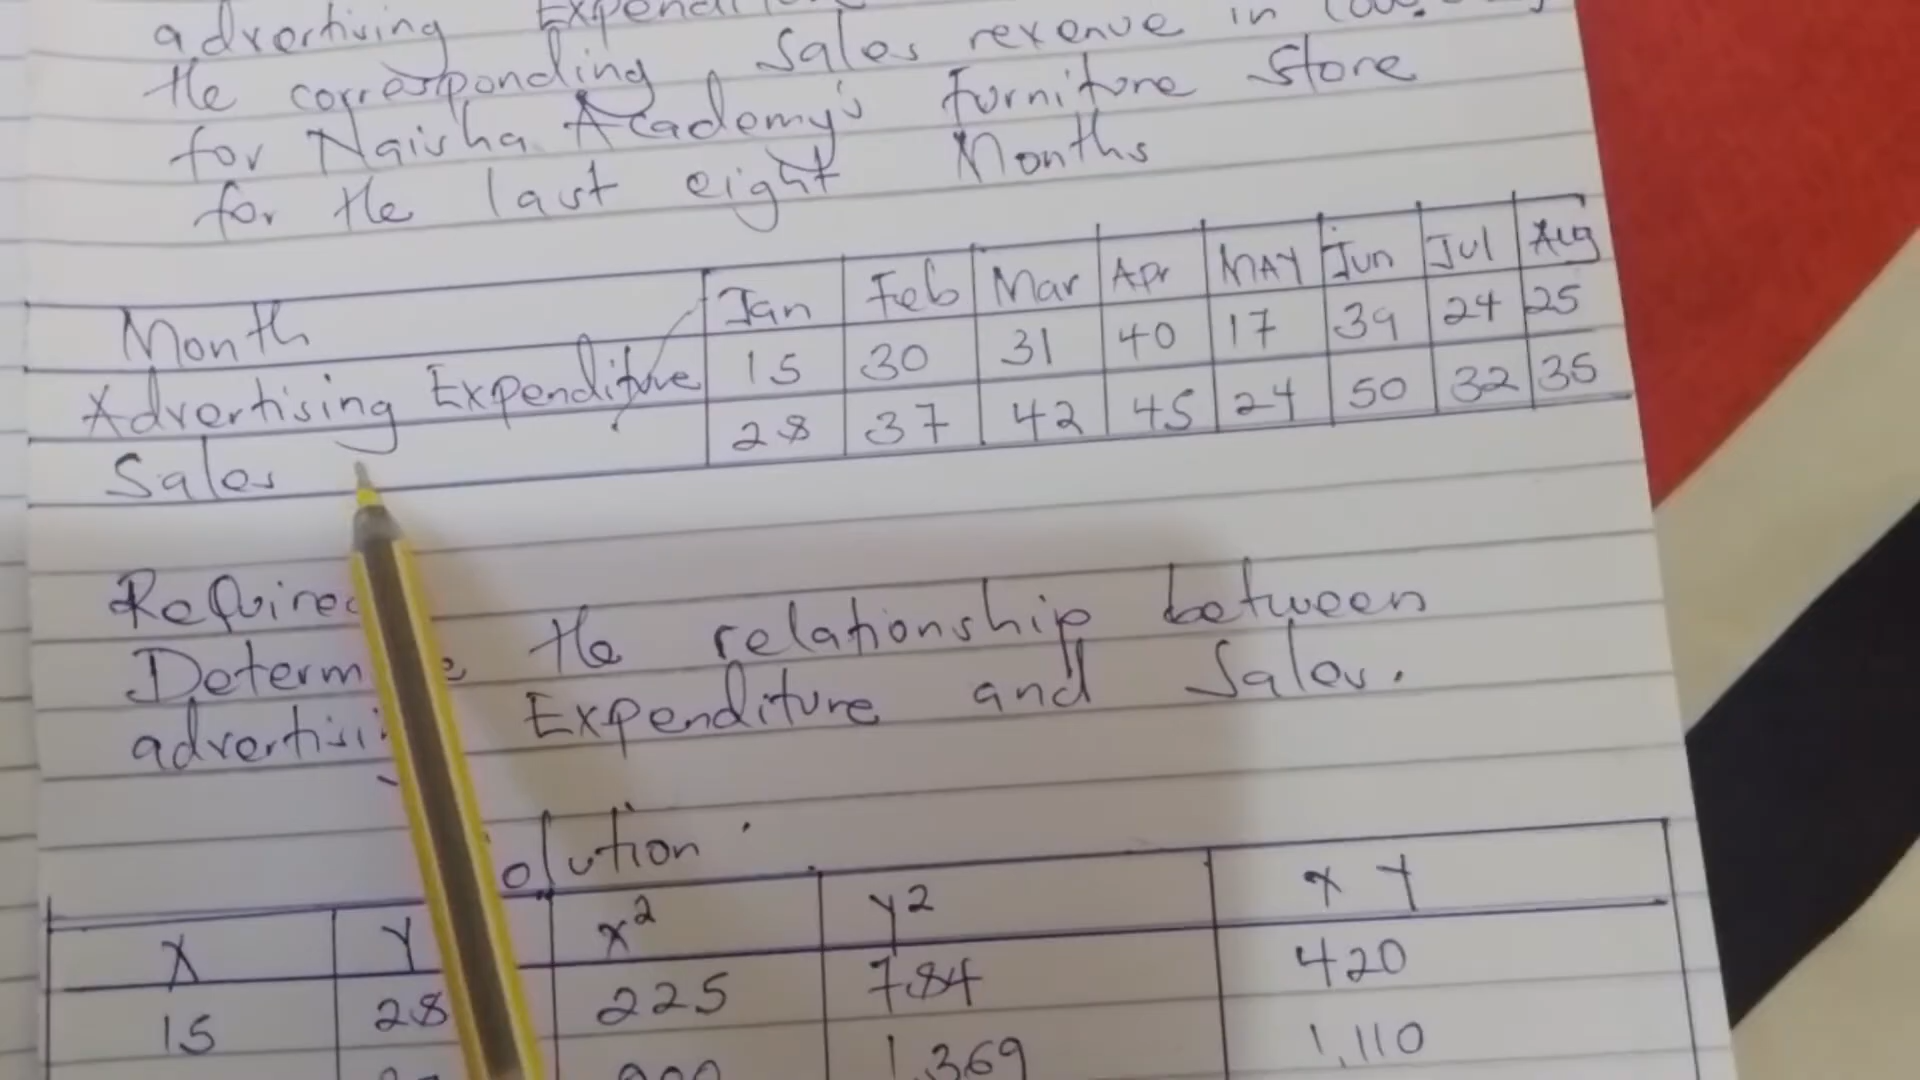 advertising Expendit
the corresponding sales revenue in
for Naisha Academy's furniture store
for the last eight Months
Month Jan Feb Mar Apr MAY Jun Jul Aug
Advertising Expenditure 15 30 31 40 17 39 24 25
Sales 28 37 42 45 24 50 32 35
Require
Determ the relationship between
advertisi Expenditure and Sales.
olution
X Y x2 y2 x Y
15 28 225 784 420
900 1,369 1,110